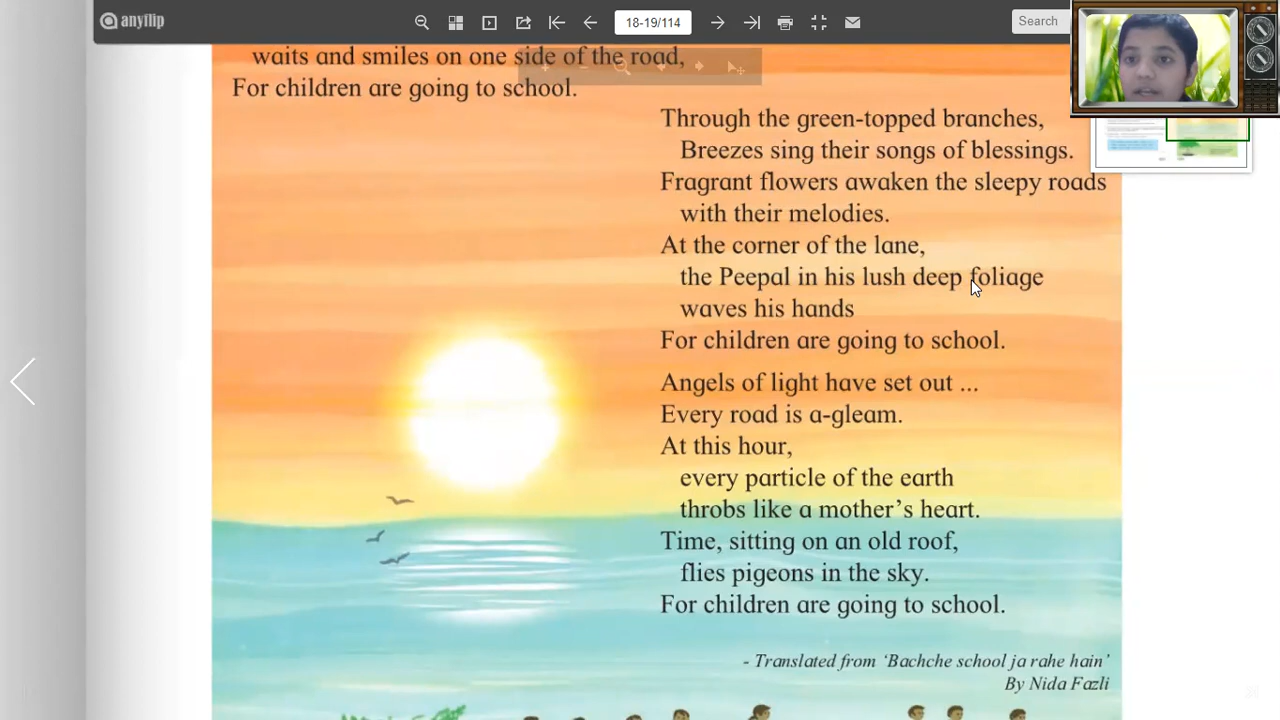 anyflip
18-19/114
Search
waits and smiles on one side of the road,
For children are going to school.
Through the green-topped branches,
Breezes sing their songs of blessings.
Fragrant flowers awaken the sleepy roads
with their melodies.
At the corner of the lane,
the Peepal in his lush deep foliage
waves his hands
For children are going to school.
Angels of light have set out ...
Every road is a-gleam.
At this hour,
every particle of the earth
throbs like a mother's heart.
Time, sitting on an old roof,
flies pigeons in the sky.
For children are going to school.
- Translated from ‘Bachche school ja rahe hain’
By Nida Fazli